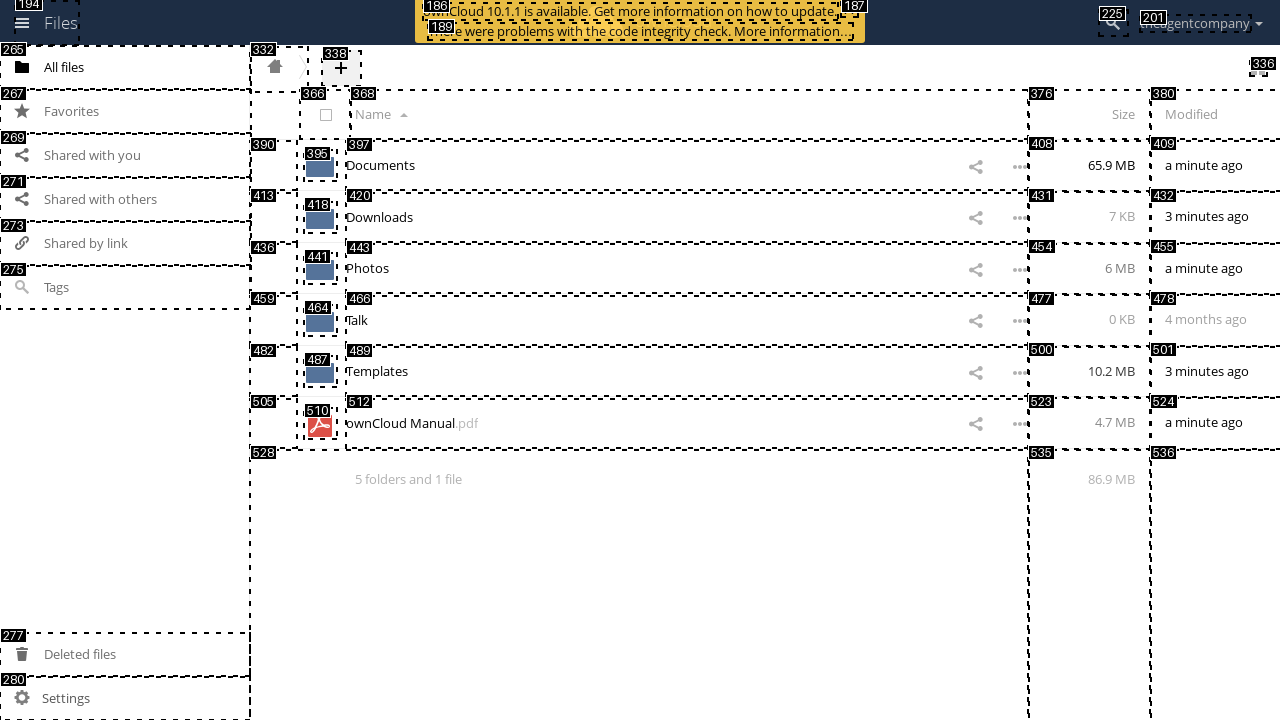 194
Files
186
ownCloud 10.1.1 is available. Get more information on how to update.
187
189
There were problems with the code integrity check. More information…
225
201
theagentcompany
265
All files
267
Favorites
269
Shared with you
271
Shared with others
273
Shared by link
275
Tags
277
Deleted files
280
Settings
332
338
336
366
368
Name
376
Size
380
Modified
390
395
397
Documents
408
65.9 MB
409
a minute ago
413
418
420
Downloads
431
7 KB
432
3 minutes ago
436
441
443
Photos
454
6 MB
455
a minute ago
459
464
466
Talk
477
0 KB
478
4 months ago
482
487
489
Templates
500
10.2 MB
501
3 minutes ago
505
510
512
ownCloud Manual.pdf
523
4.7 MB
524
a minute ago
528
5 folders and 1 file
535
86.9 MB
536